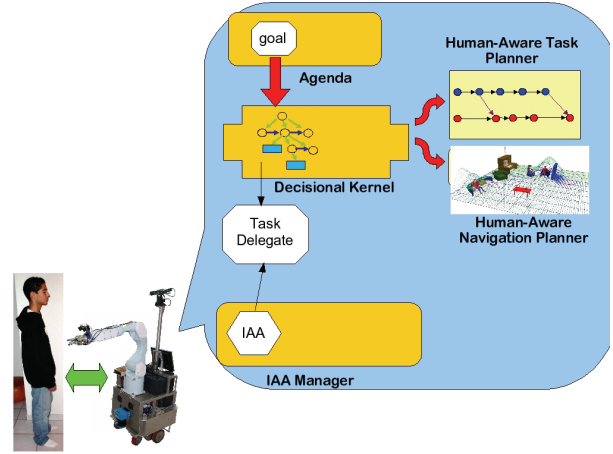 goal
Agenda
Human-Aware Task
Planner
Decisional Kernel
Human-Aware
Navigation Planner
Task
Delegate
IAA
IAA Manager